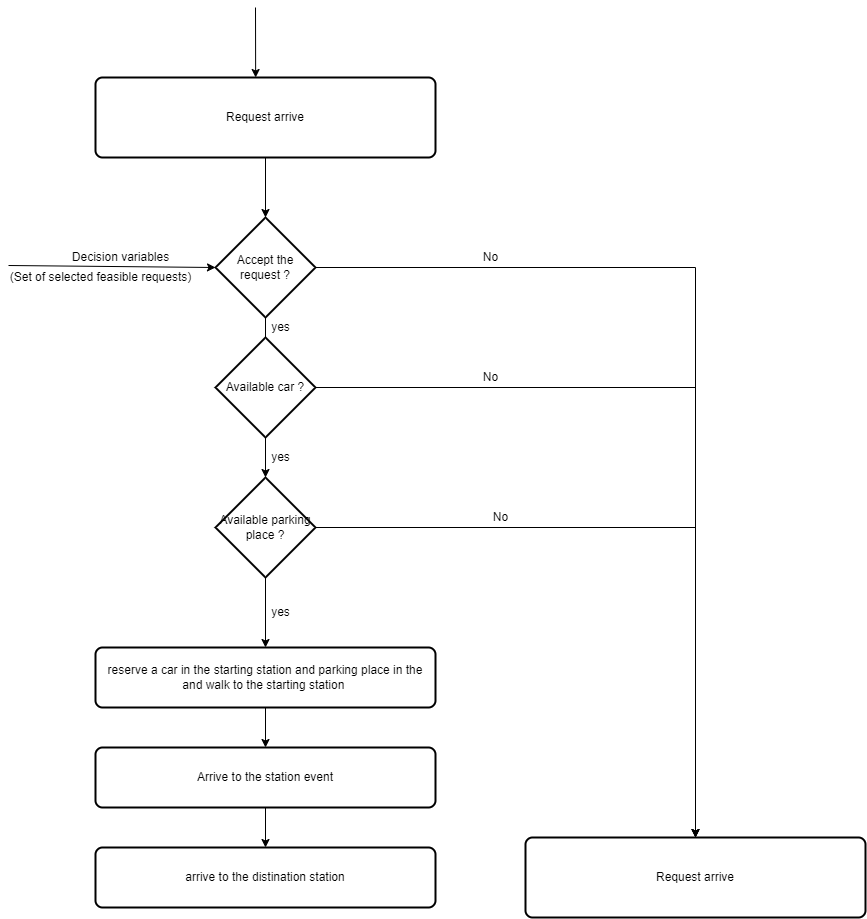 Request arrive
Decision variables
(Set of selected feasible requests)
Accept the
request ?
No
yes
Available car ?
No
yes
Available parking
place ?
No
yes
reserve a car in the starting station and parking place in the
and walk to the starting station
Arrive to the station event
arrive to the distination station
Request arrive